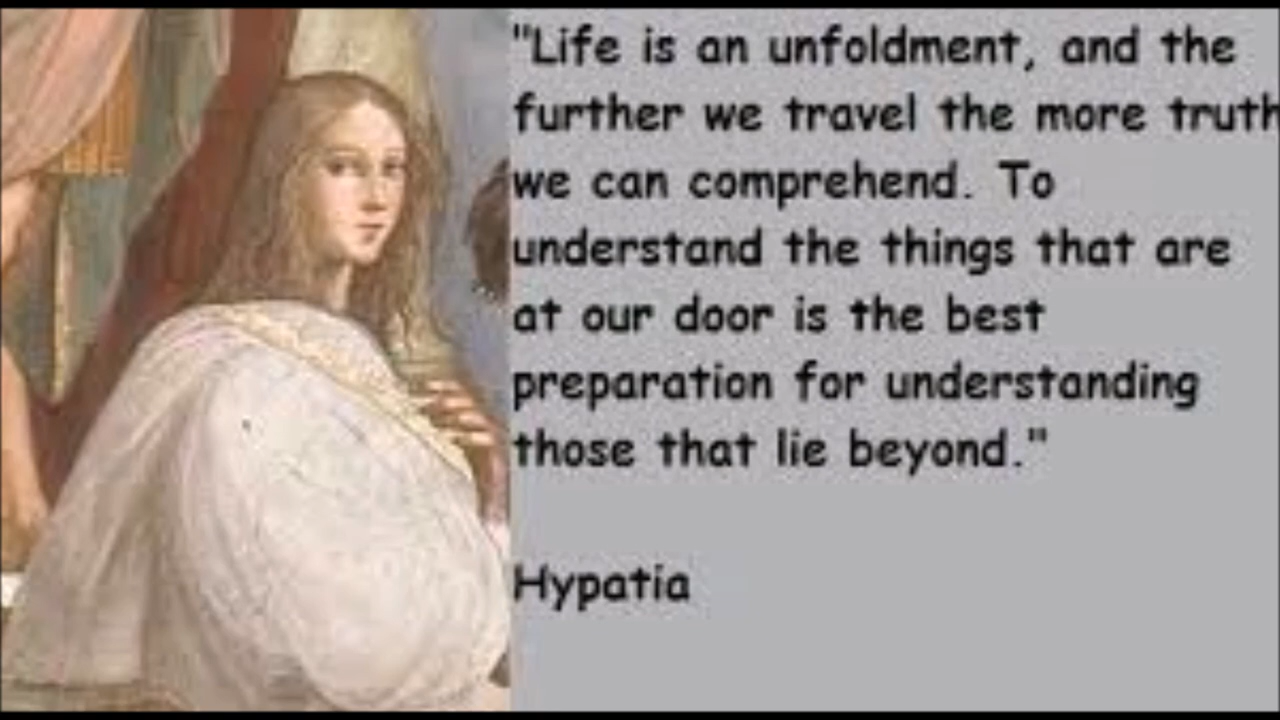 "Life is an unfoldment, and the
further we travel the more truth
we can comprehend. To
understand the things that are
at our door is the best
preparation for understanding
those that lie beyond."
Hypatia